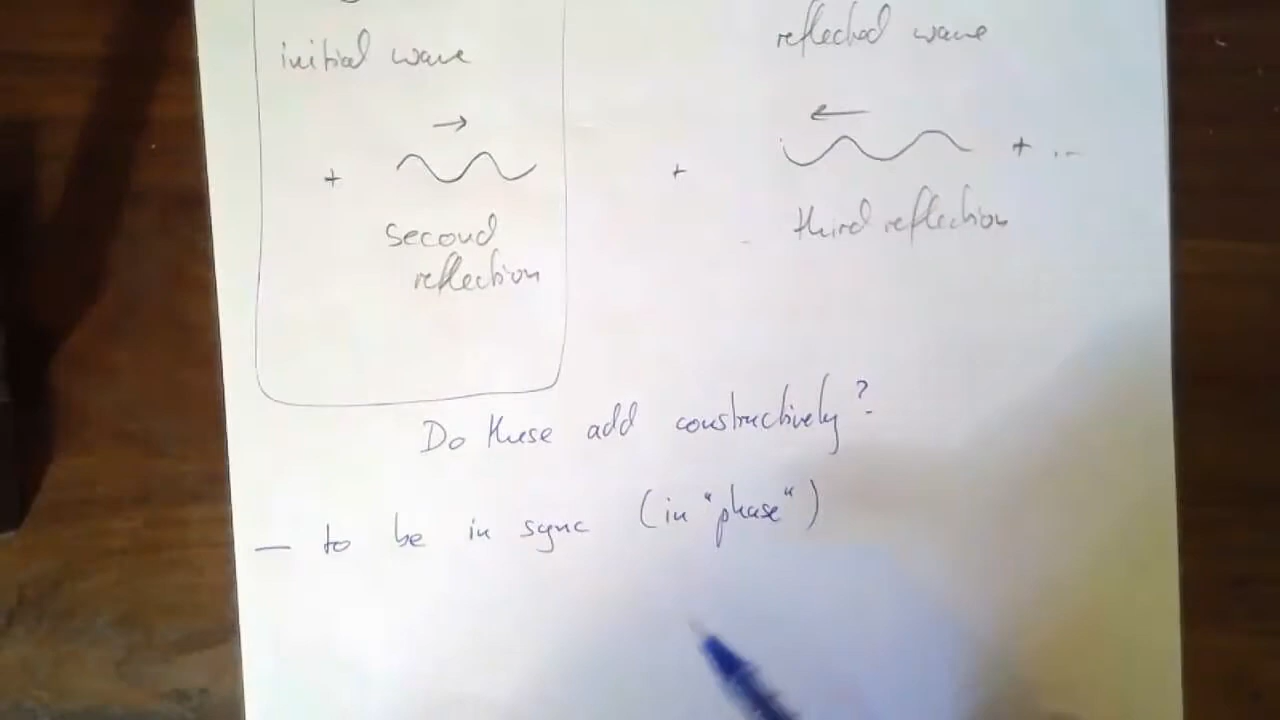 initial wave
reflected wave
+
+
+ ...
second
reflection
third reflection
Do these add constructively?
— to be in sync (in "phase")